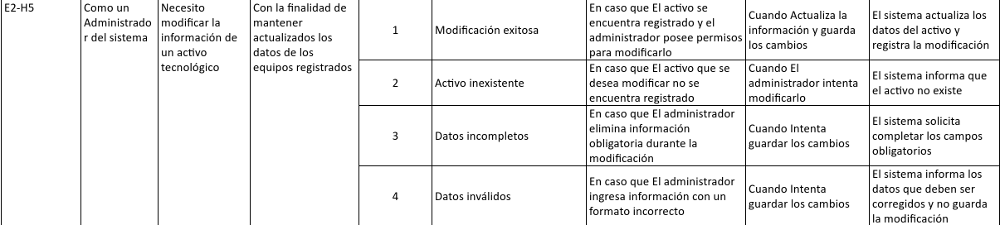 E2-H5
Como un
Administrado
r del sistema
Necesito
modificar la
información de
un activo
tecnológico
Con la finalidad de
mantener
actualizados los
datos de los
equipos registrados
1
Modificación exitosa
En caso que El activo se
encuentra registrado y el
administrador posee permisos
para modificarlo
Cuando Actualiza la
información y guarda
los cambios
El sistema actualiza los
datos del activo y
registra la modificación
2
Activo inexistente
En caso que El activo que se
desea modificar no se
encuentra registrado
Cuando El
administrador intenta
modificarlo
El sistema informa que
el activo no existe
3
Datos incompletos
En caso que El administrador
elimina información
obligatoria durante la
modificación
Cuando Intenta
guardar los cambios
El sistema solicita
completar los campos
obligatorios
4
Datos inválidos
En caso que El administrador
ingresa información con un
formato incorrecto
Cuando Intenta
guardar los cambios
El sistema informa los
datos que deben ser
corregidos y no guarda
la modificación